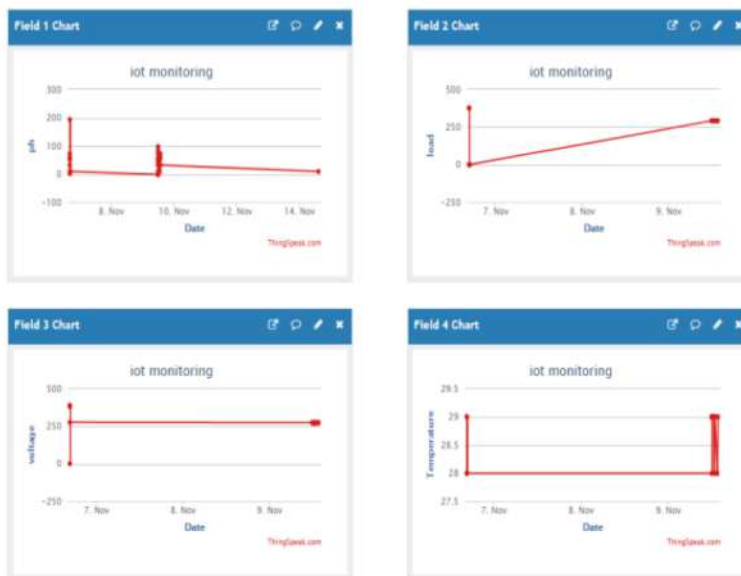 Field 1 Chart
iot monitoring
300
200
100
0
-100
8. Nov
10. Nov
12. Nov
14. Nov
Date
ThingSpeak.com
Field 2 Chart
iot monitoring
load
500
250
0
-250
7. Nov
8. Nov
9. Nov
Date
ThingSpeak.com
Field 3 Chart
iot monitoring
voltage
500
250
0
-250
7. Nov
8. Nov
9. Nov
Date
ThingSpeak.com
Field 4 Chart
iot monitoring
Temperature
29.5
29
28.5
28
27.5
7. Nov
8. Nov
9. Nov
Date
ThingSpeak.com